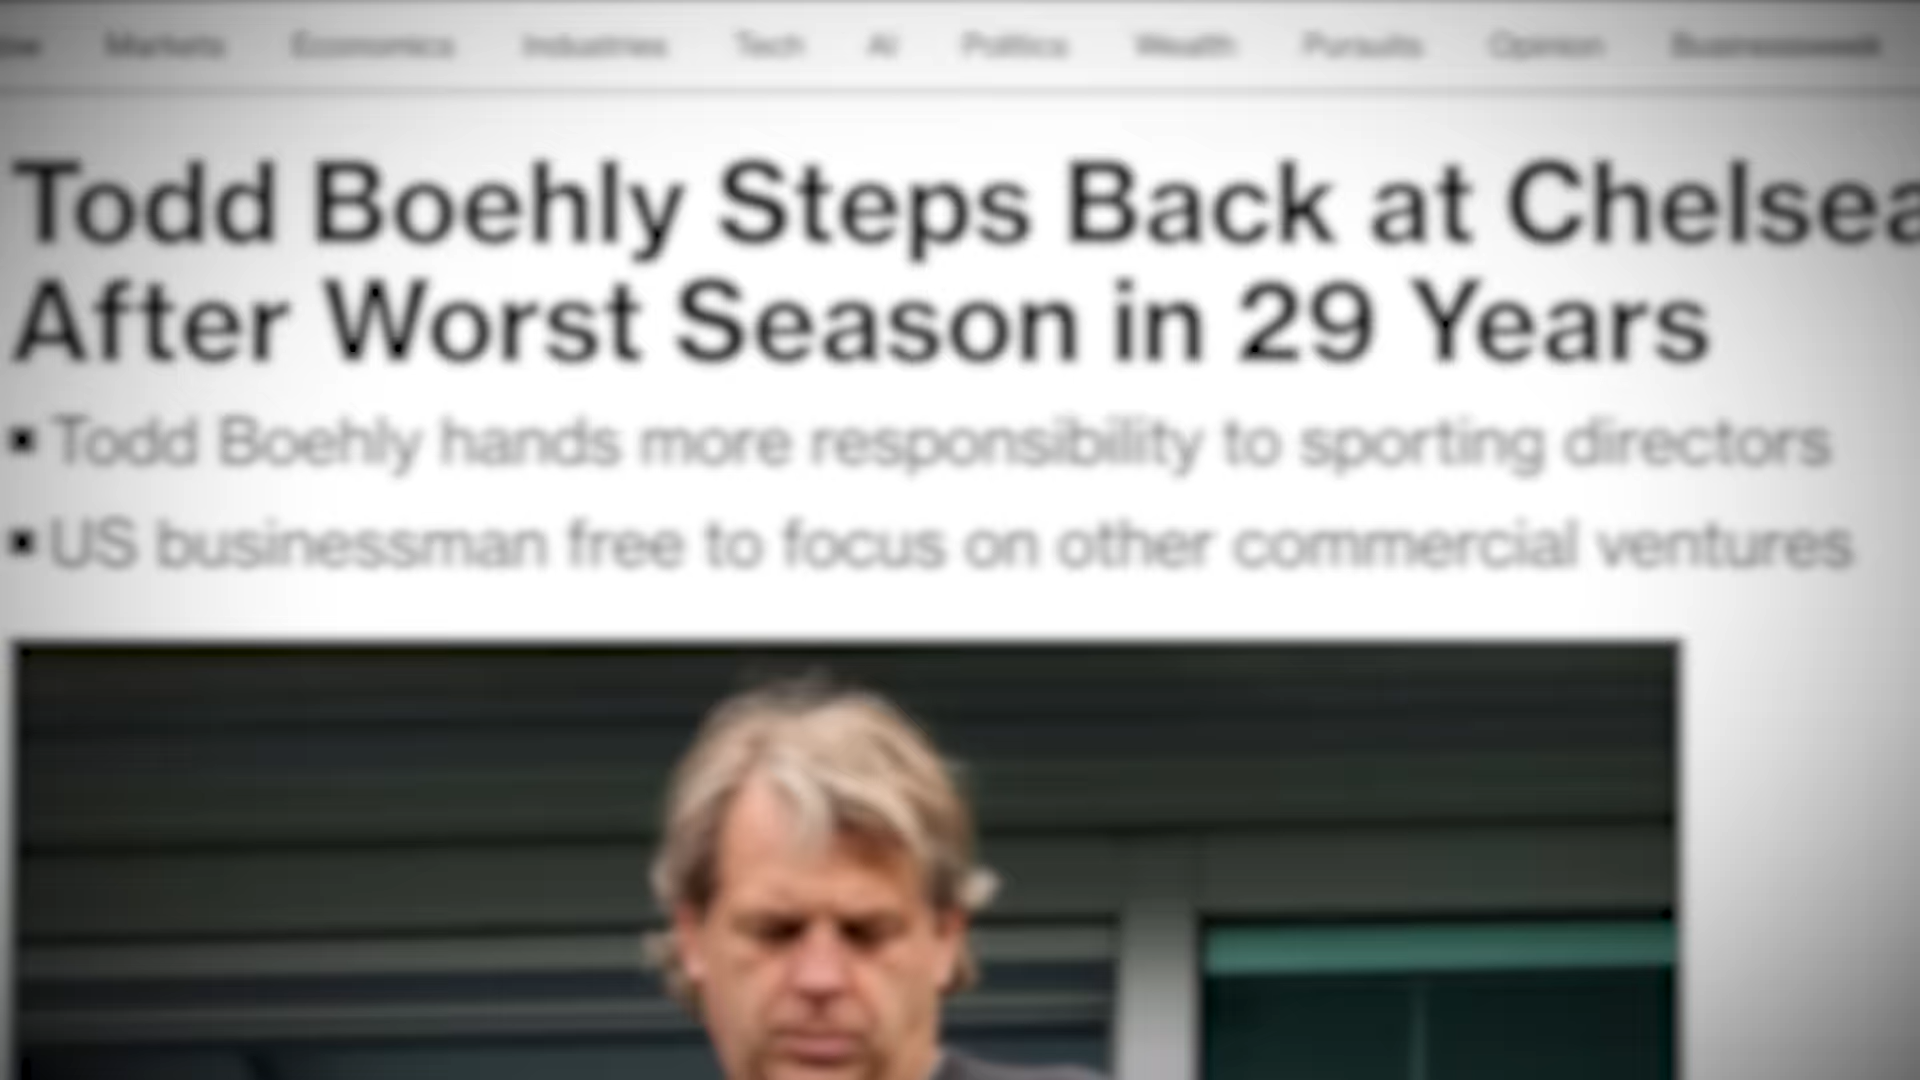 Markets Economics Industries Tech AI Politics Wealth Pursuits Opinion Businessweek
Todd Boehly Steps Back at Chelsea
After Worst Season in 29 Years
▪ Todd Boehly hands more responsibility to sporting directors
▪ US businessman free to focus on other commercial ventures